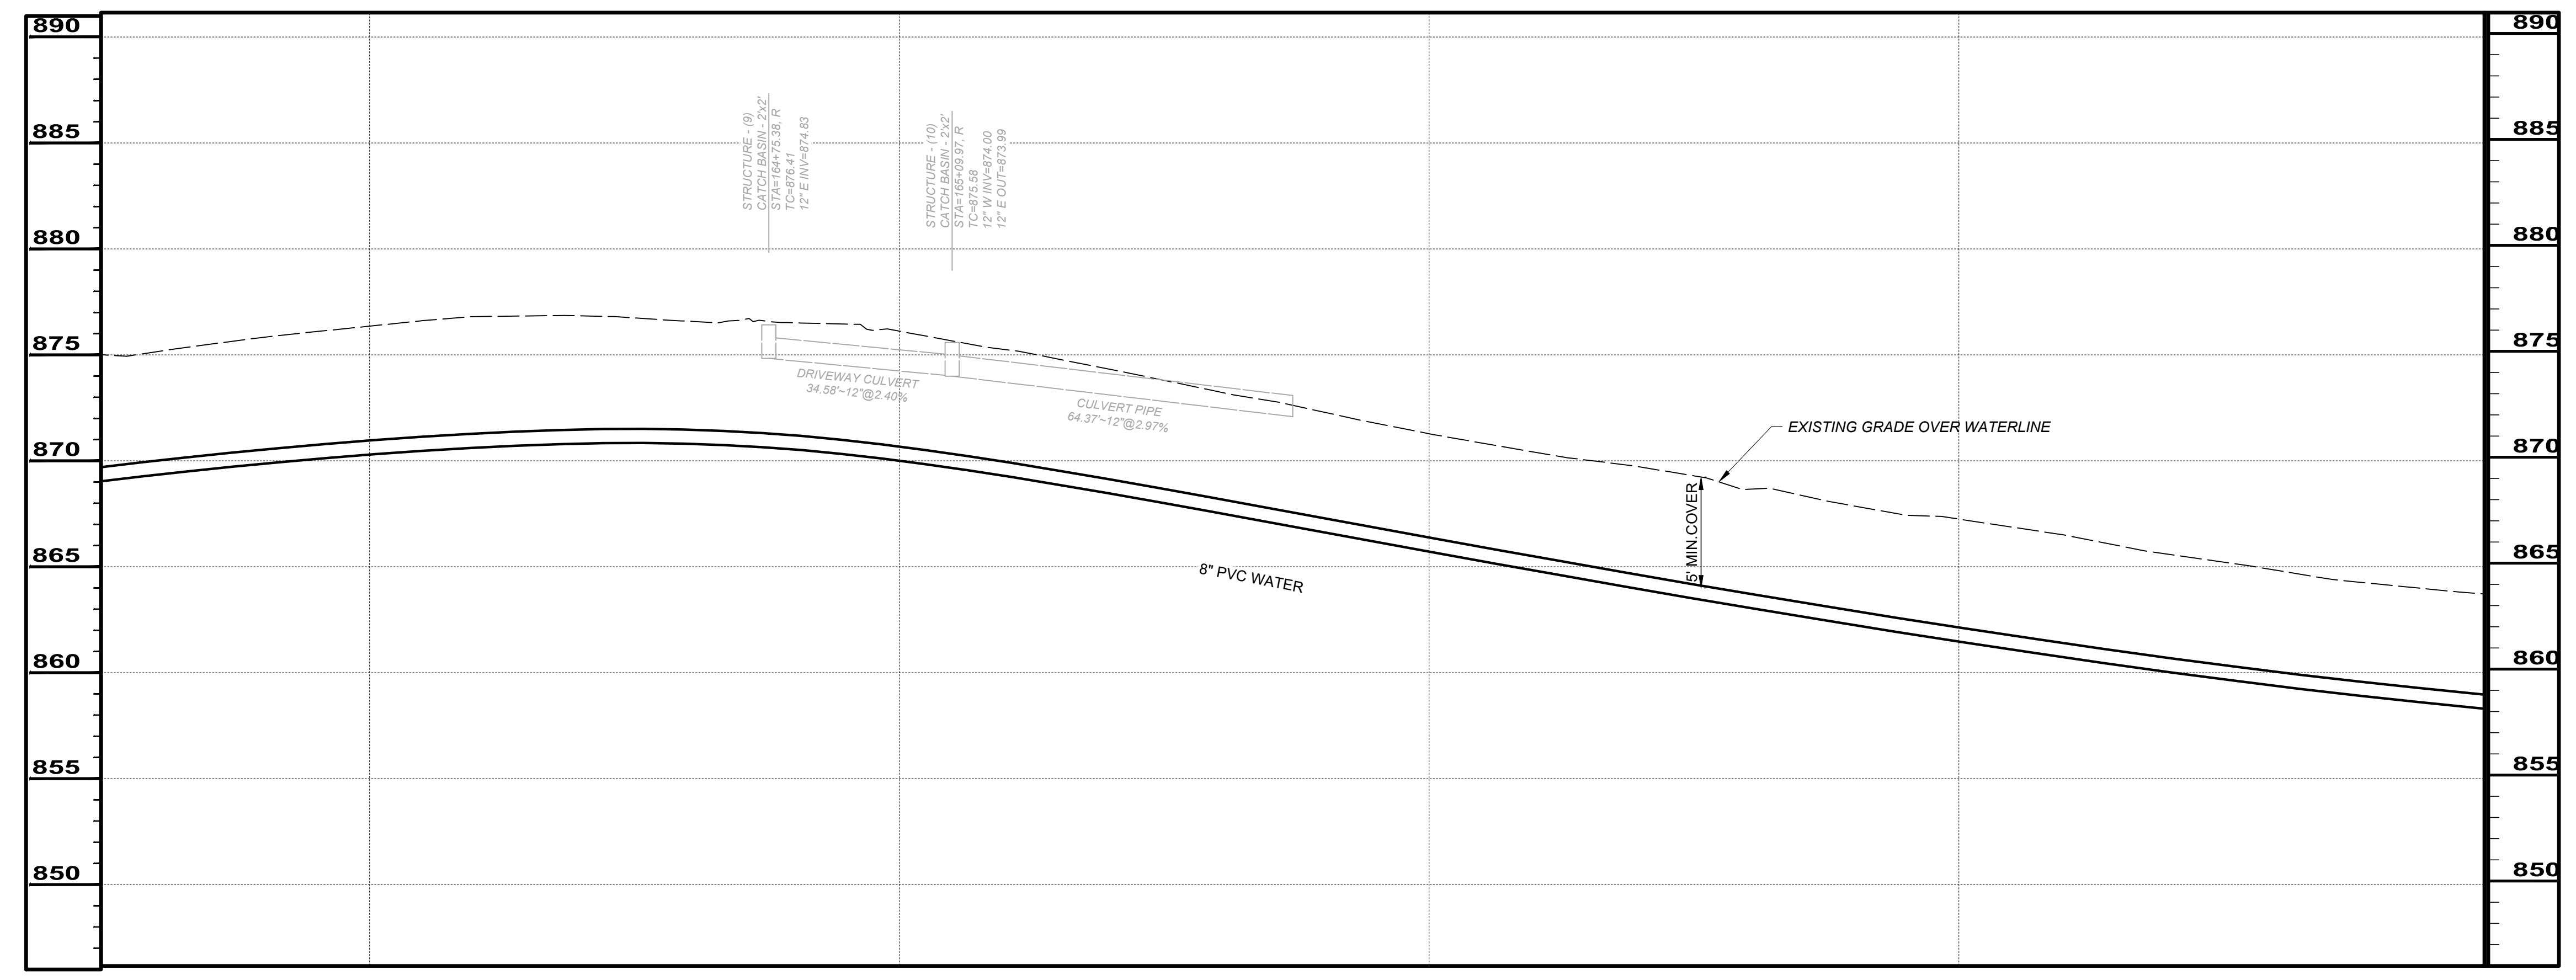 890
885
880
875
870
865
860
855
850
STRUCTURE - (9)
CATCH BASIN - 2'x2'
STA=164+75.38, R
TC=876.41
12" E INV=874.83
STRUCTURE - (10)
CATCH BASIN - 2'x2'
STA=165+09.97, R
TC=875.58
12" W INV=874.00
12" E OUT=873.99
DRIVEWAY CULVERT
34.58'~12"@2.40%
CULVERT PIPE
64.37'~12"@2.97%
EXISTING GRADE OVER WATERLINE
5' MIN.COVER
8" PVC WATER
890
885
880
875
870
865
860
855
850